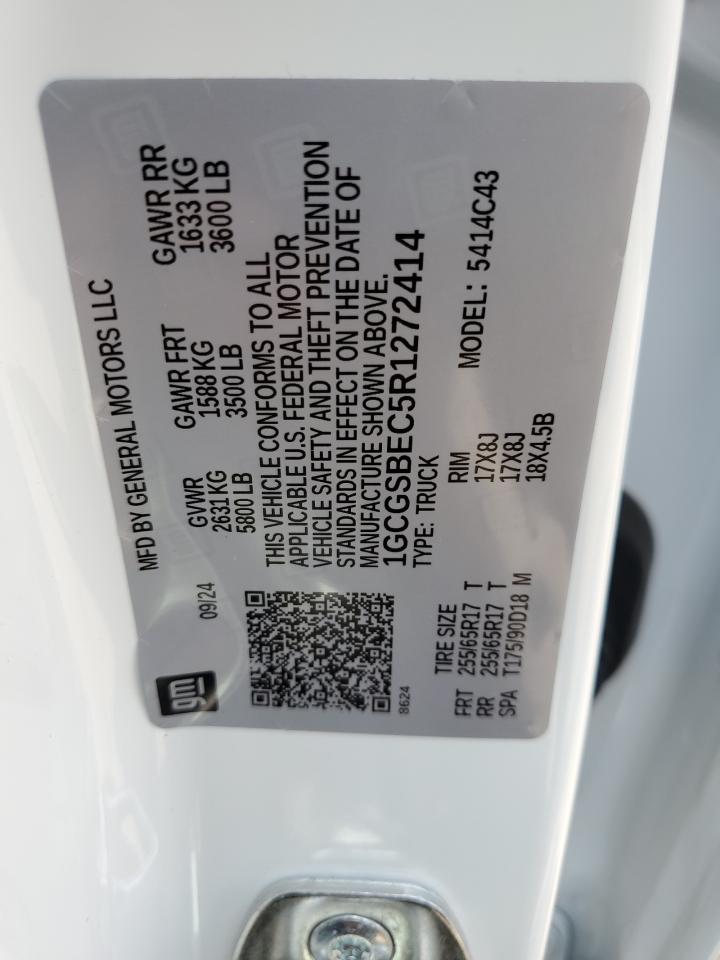 gm
09/24
MFD BY GENERAL MOTORS LLC
GVWR GAWR FRT GAWR RR
2631 KG 1588 KG 1633 KG
5800 LB 3500 LB 3600 LB
THIS VEHICLE CONFORMS TO ALL
APPLICABLE U.S. FEDERAL MOTOR
VEHICLE SAFETY AND THEFT PREVENTION
STANDARDS IN EFFECT ON THE DATE OF
MANUFACTURE SHOWN ABOVE.
1GCGSBEC5R1272414
TYPE: TRUCK
8624
MODEL: 5414C43
TIRE SIZE RIM
FRT 255/65R17 T 17X8J
RR 255/65R17 T 17X8J
SPA T175/90D18 M 18X4.5B